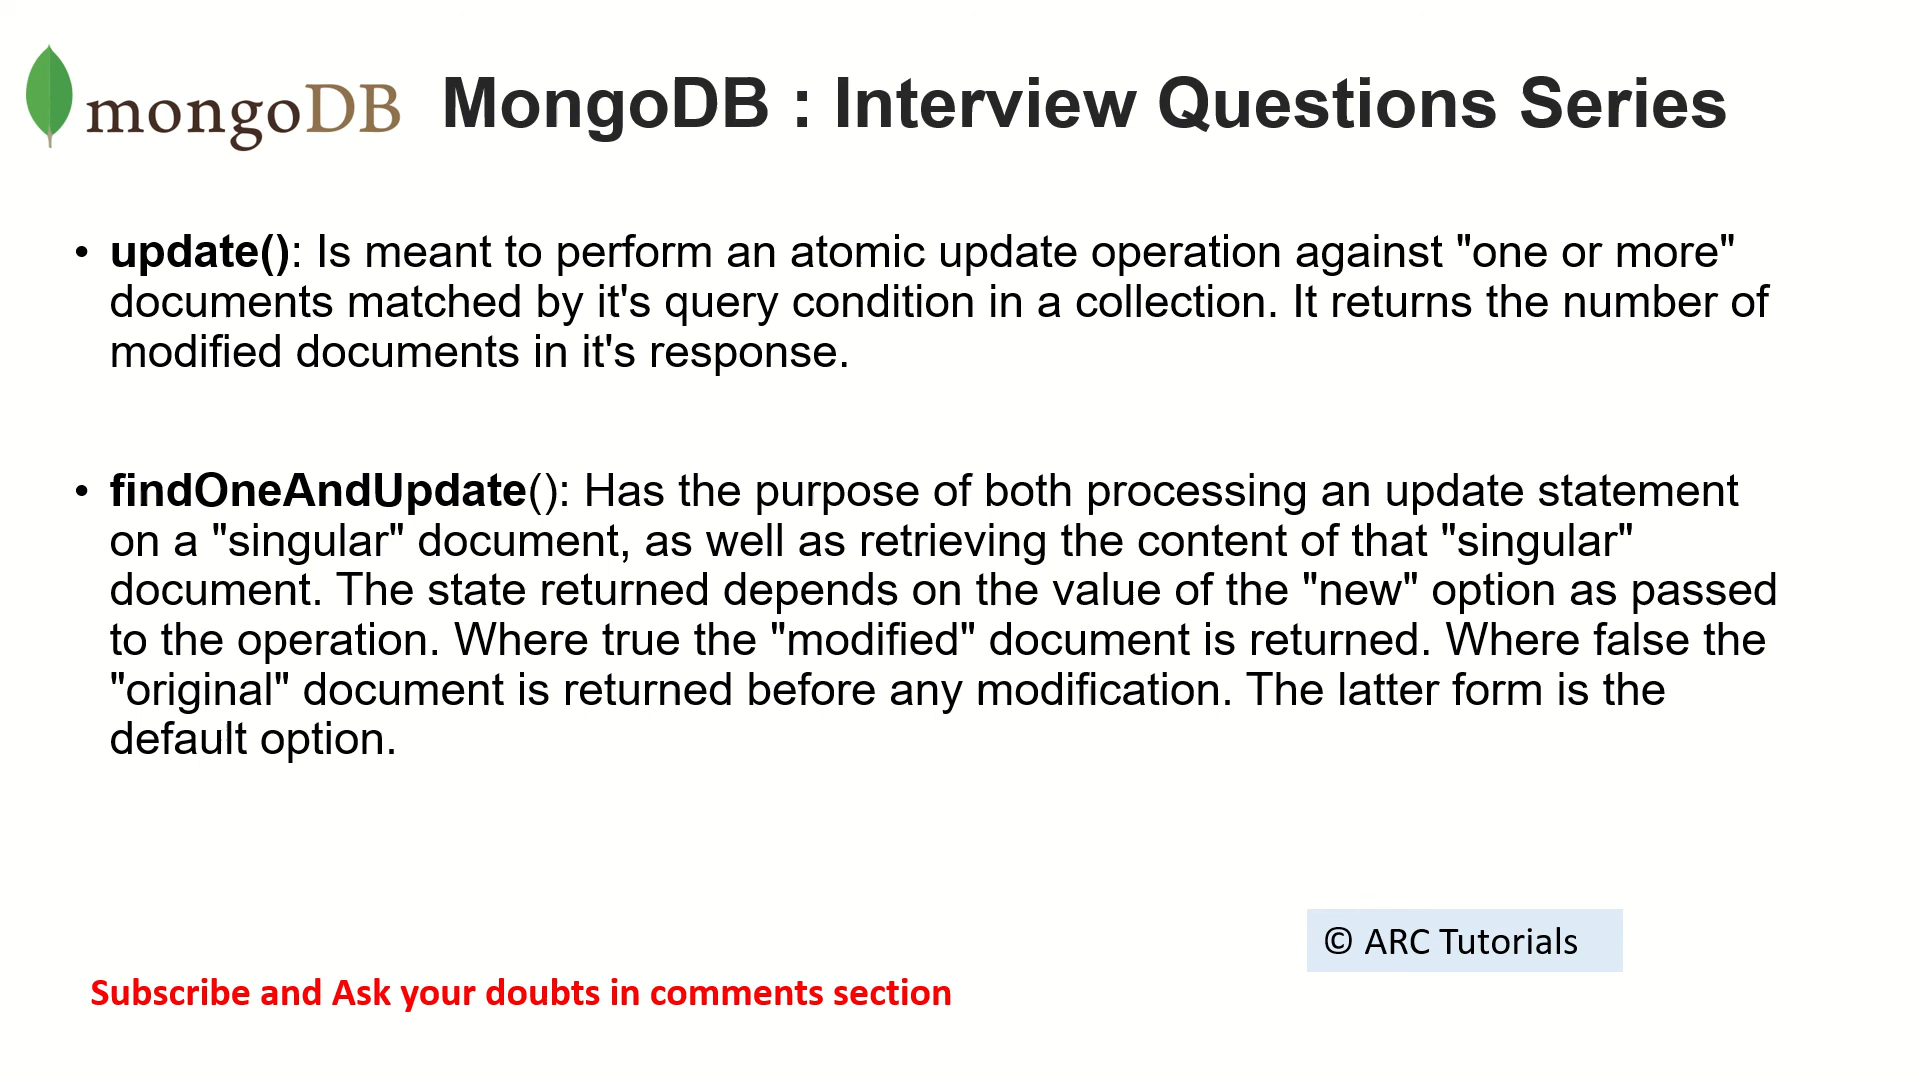 mongoDB MongoDB : Interview Questions Series
• update(): Is meant to perform an atomic update operation against "one or more"
documents matched by it's query condition in a collection. It returns the number of
modified documents in it's response.
• findOneAndUpdate(): Has the purpose of both processing an update statement
on a "singular" document, as well as retrieving the content of that "singular"
document. The state returned depends on the value of the "new" option as passed
to the operation. Where true the "modified" document is returned. Where false the
"original" document is returned before any modification. The latter form is the
default option.
© ARC Tutorials
Subscribe and Ask your doubts in comments section